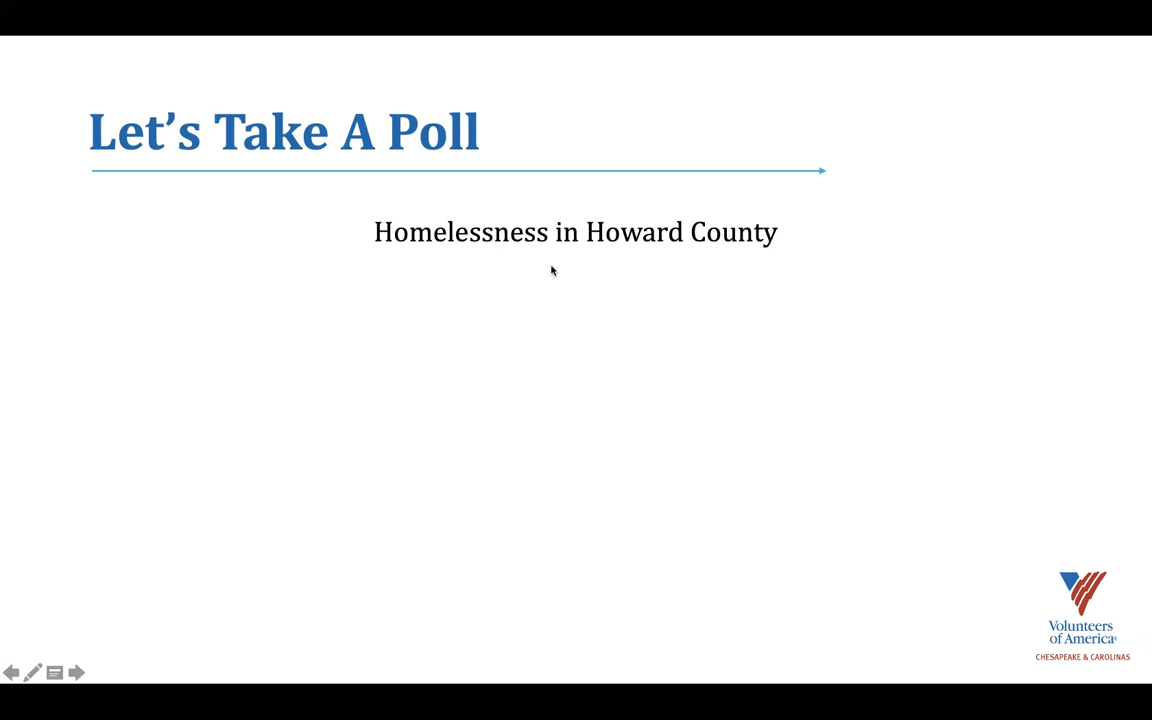 Let's Take A Poll
Homelessness in Howard County
Volunteers
of America®
CHESAPEAKE & CAROLINAS